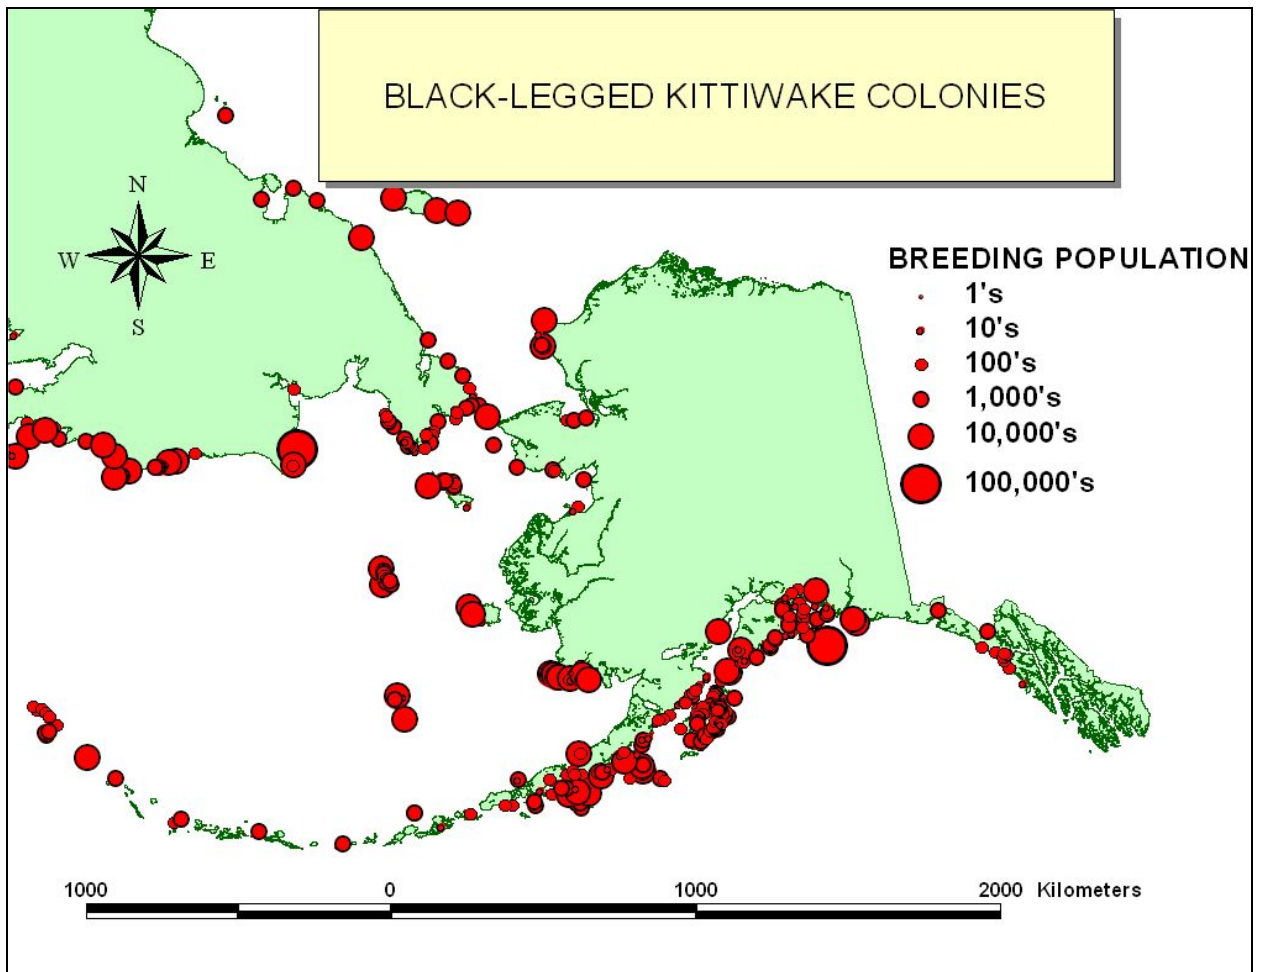 BLACK-LEGGED KITTIWAKE COLONIES
N
W E
S
BREEDING POPULATION
1's
10's
100's
1,000's
10,000's
100,000's
1000 0 1000 2000 Kilometers